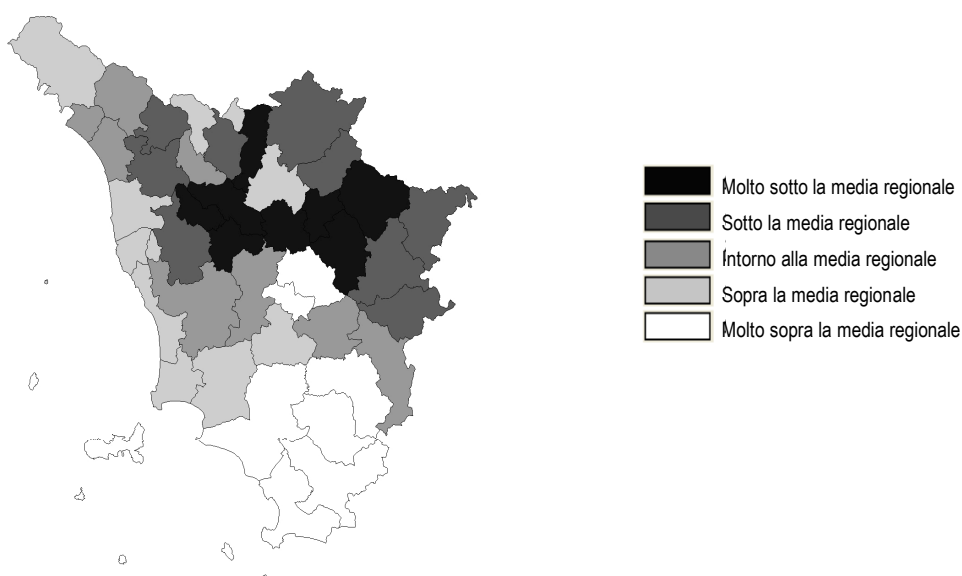 Molto sotto la media regionale
Sotto la media regionale
Intorno alla media regionale
Sopra la media regionale
Molto sopra la media regionale